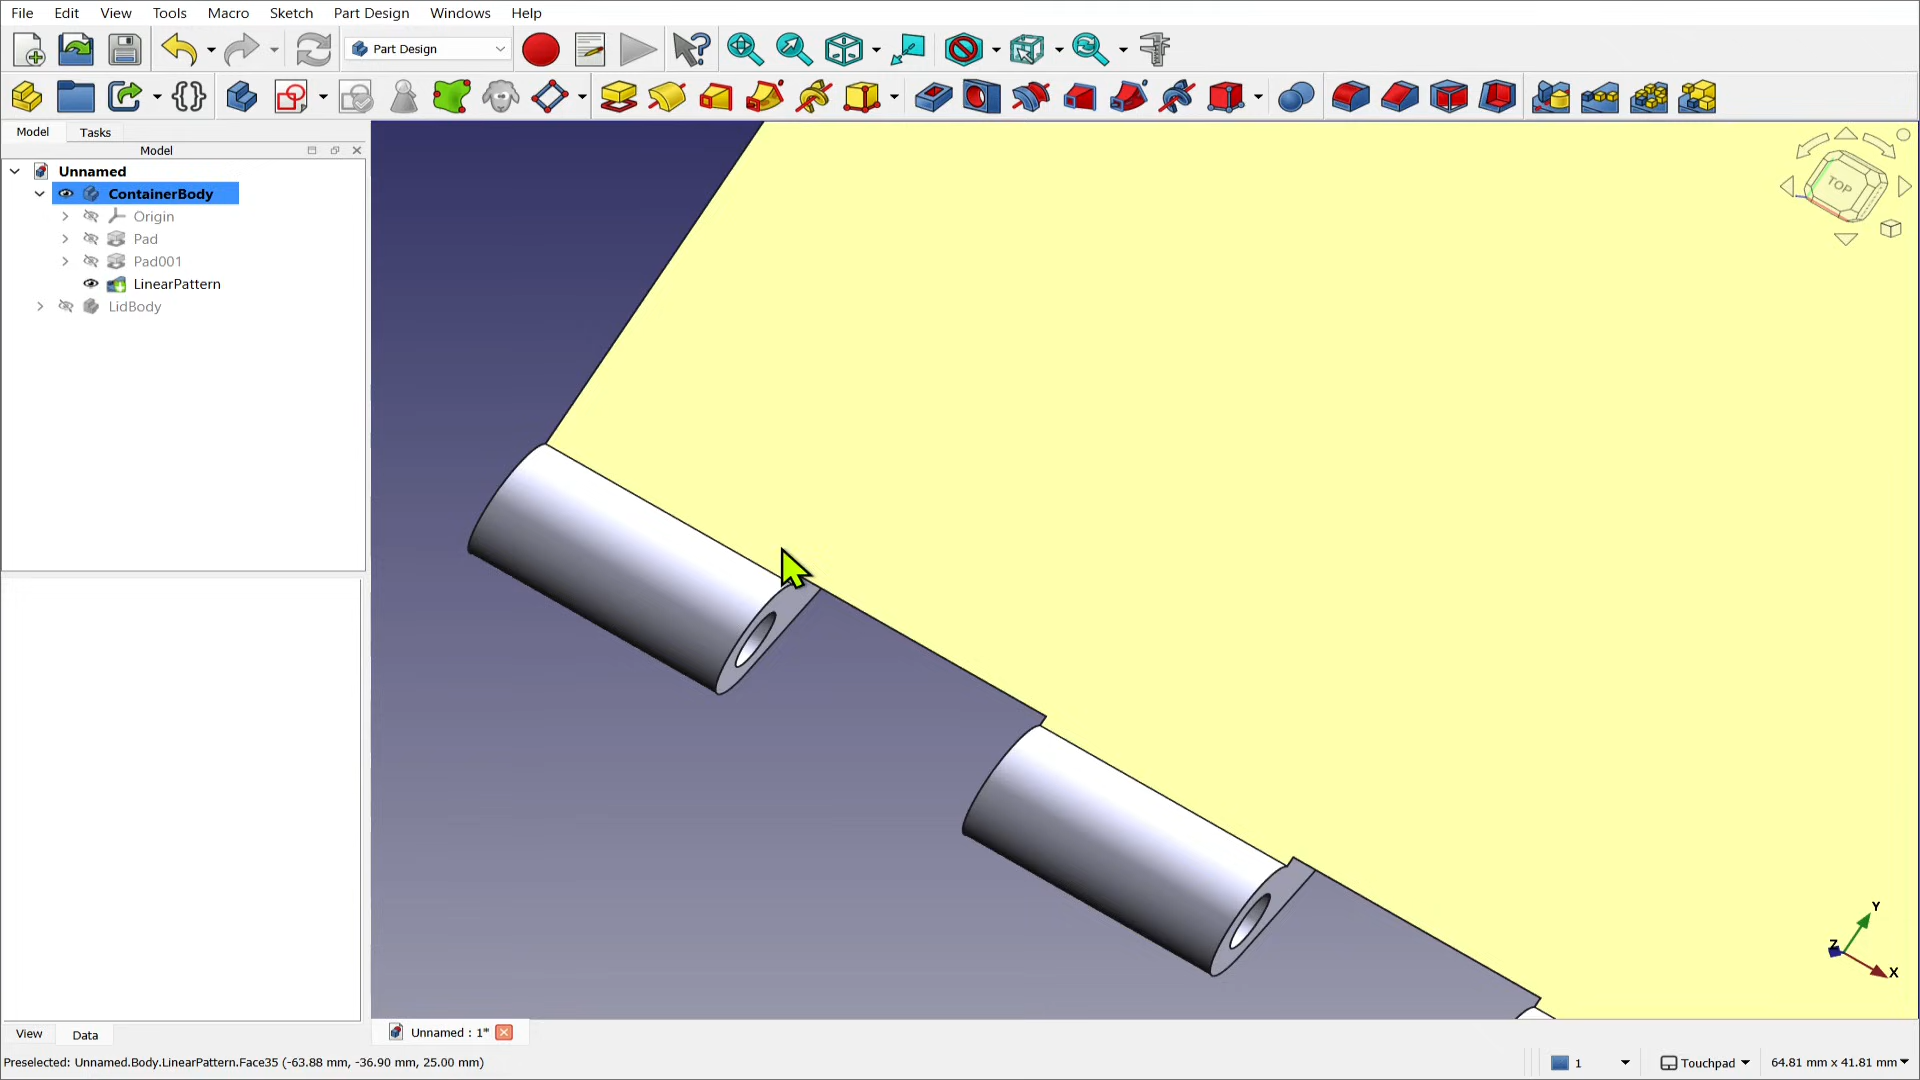 File Edit View Tools Macro Sketch Part Design Windows Help
Part Design
Model Tasks
Model
Unnamed
ContainerBody
Origin
Pad
Pad001
LinearPattern
LidBody
TOP
Y
Z
X
View Data
Unnamed : 1*
Preselected: Unnamed.Body.LinearPattern.Face35 (-63.88 mm, -36.90 mm, 25.00 mm)
1 Touchpad 64.81 mm x 41.81 mm